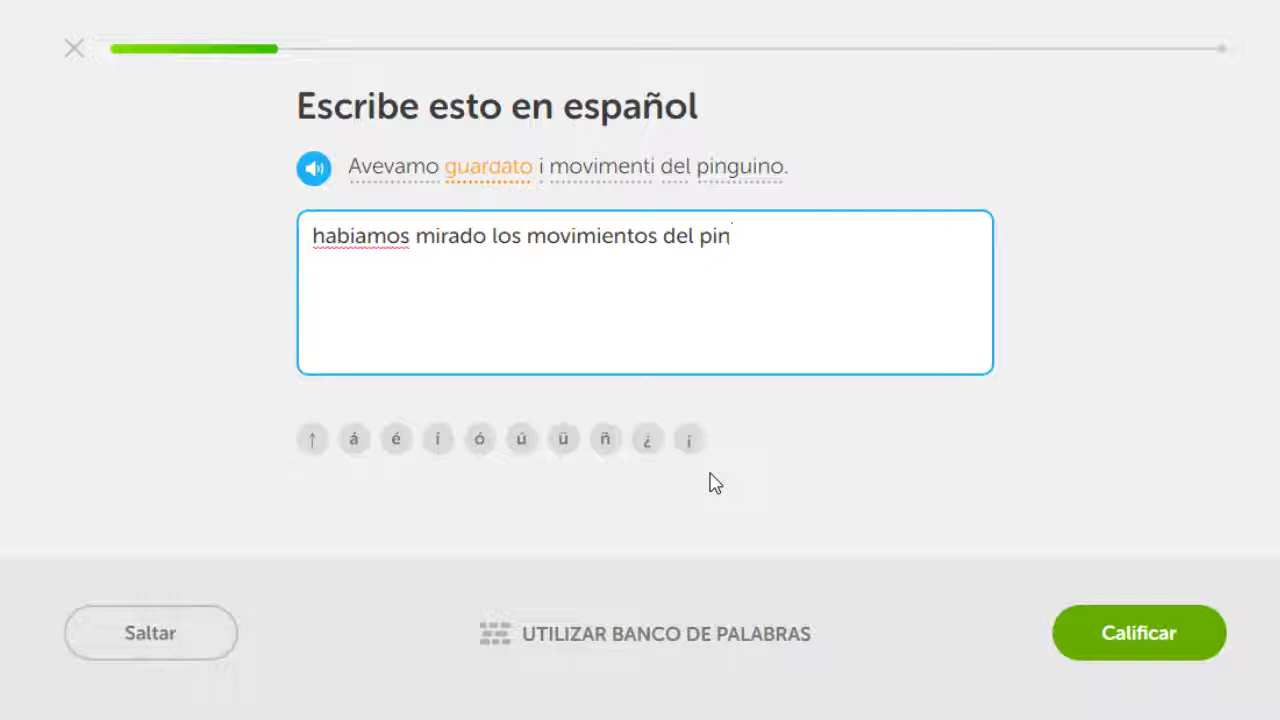 Escribe esto en español
Avevamo guardato i movimenti del pinguino.
habiamos mirado los movimientos del pin
↑ á é í ó ú ü ñ ¿ ¡
Saltar
UTILIZAR BANCO DE PALABRAS
Calificar